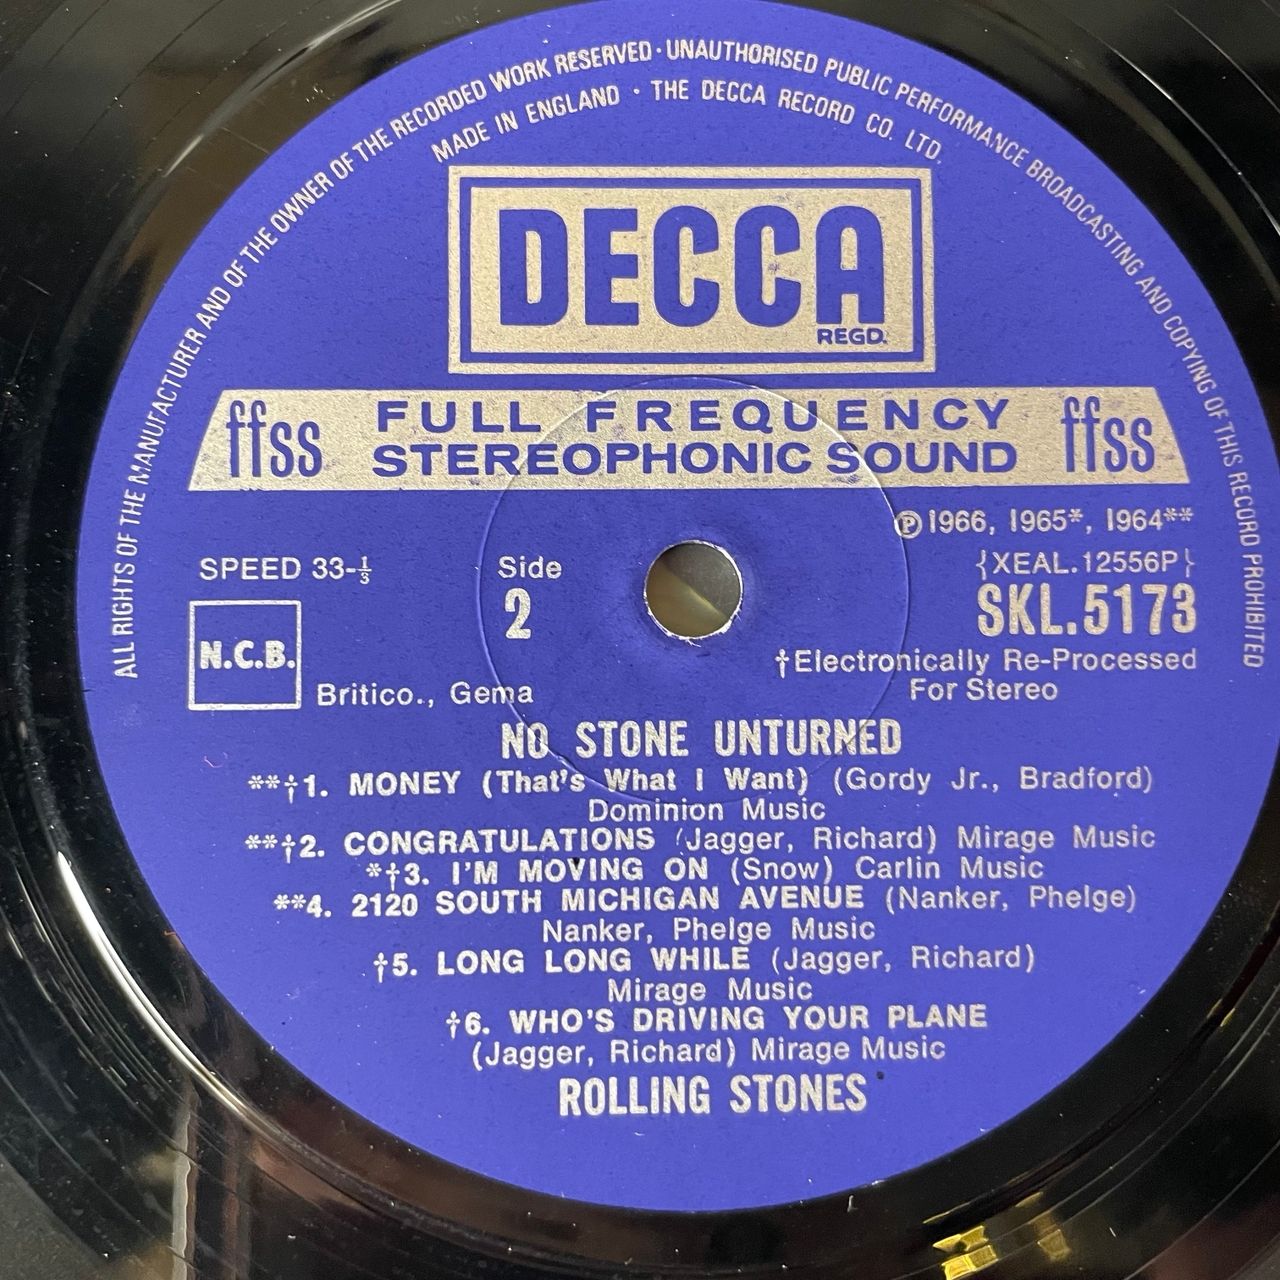 ALL RIGHTS OF THE MANUFACTURER AND OF THE OWNER OF THE RECORDED WORK RESERVED · UNAUTHORISED PUBLIC PERFORMANCE BROADCASTING AND COPYING OF THIS RECORD PROHIBITED
MADE IN ENGLAND · THE DECCA RECORD CO. LTD.
DECCA
REGD.
ffss FULL FREQUENCY ffss
STEREOPHONIC SOUND
℗1966, 1965*, 1964**
SPEED 33-⅓ Side {XEAL.12556P}
2 SKL.5173
N.C.B. †Electronically Re-Processed
Britico., Gema For Stereo
NO STONE UNTURNED
**†1. MONEY (That's What I Want) (Gordy Jr., Bradford)
Dominion Music
**†2. CONGRATULATIONS (Jagger, Richard) Mirage Music
*†3. I'M MOVING ON (Snow) Carlin Music
**4. 2120 SOUTH MICHIGAN AVENUE (Nanker, Phelge)
Nanker, Phelge Music
†5. LONG LONG WHILE (Jagger, Richard)
Mirage Music
†6. WHO'S DRIVING YOUR PLANE
(Jagger, Richard) Mirage Music
ROLLING STONES